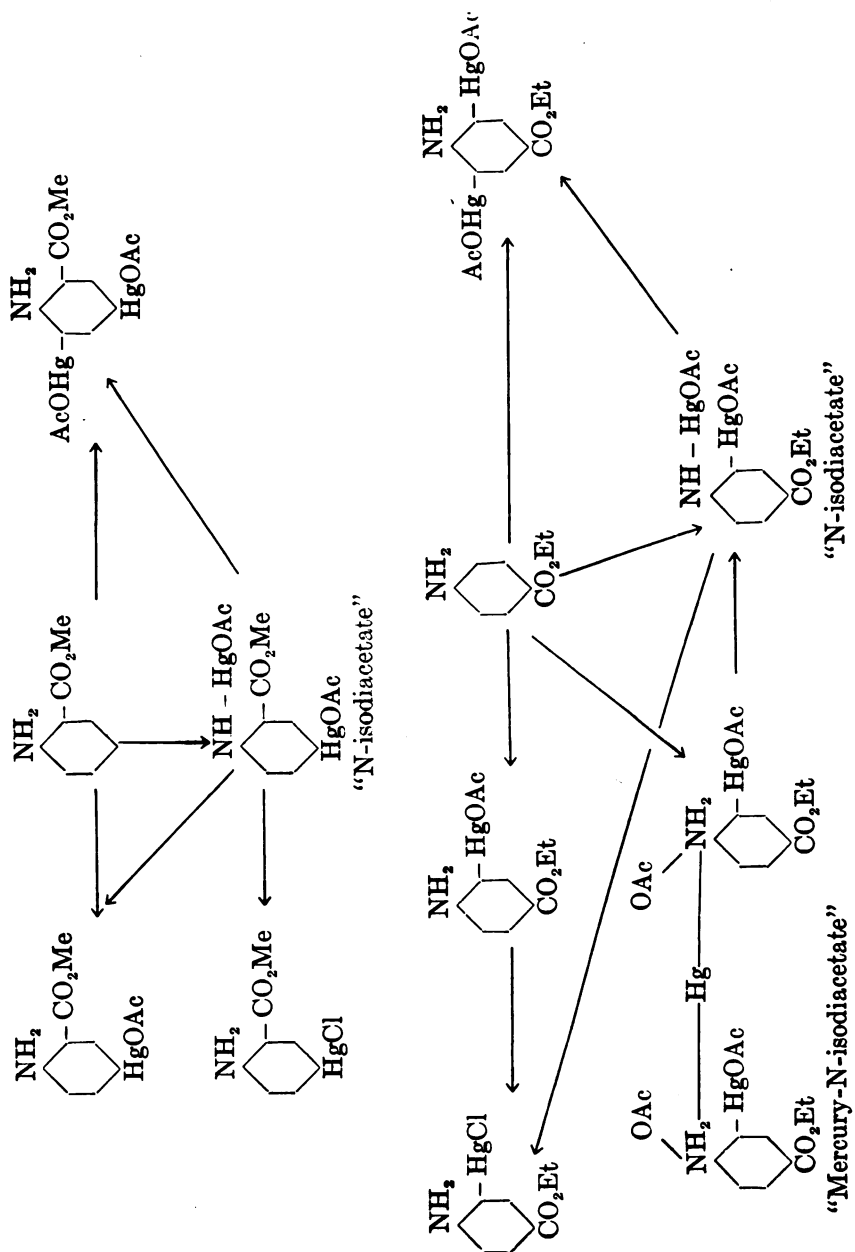 NH₂
–CO₂Me
AcOHg–
HgOAc
NH₂
–CO₂Me
NH – HgOAc
–CO₂Me
HgOAc
“N-isodiacetate”
NH₂
–CO₂Me
HgOAc
NH₂
–CO₂Me
HgCl
NH₂
–HgOAc
AcOHg–
CO₂Et
NH₂
CO₂Et
NH – HgOAc
–HgOAc
CO₂Et
“N-isodiacetate”
NH₂
–HgOAc
CO₂Et
OAc
NH₂
–HgOAc
CO₂Et
Hg
NH₂
–HgCl
CO₂Et
OAc
NH₂
–HgOAc
CO₂Et
“Mercury-N-isodiacetate”